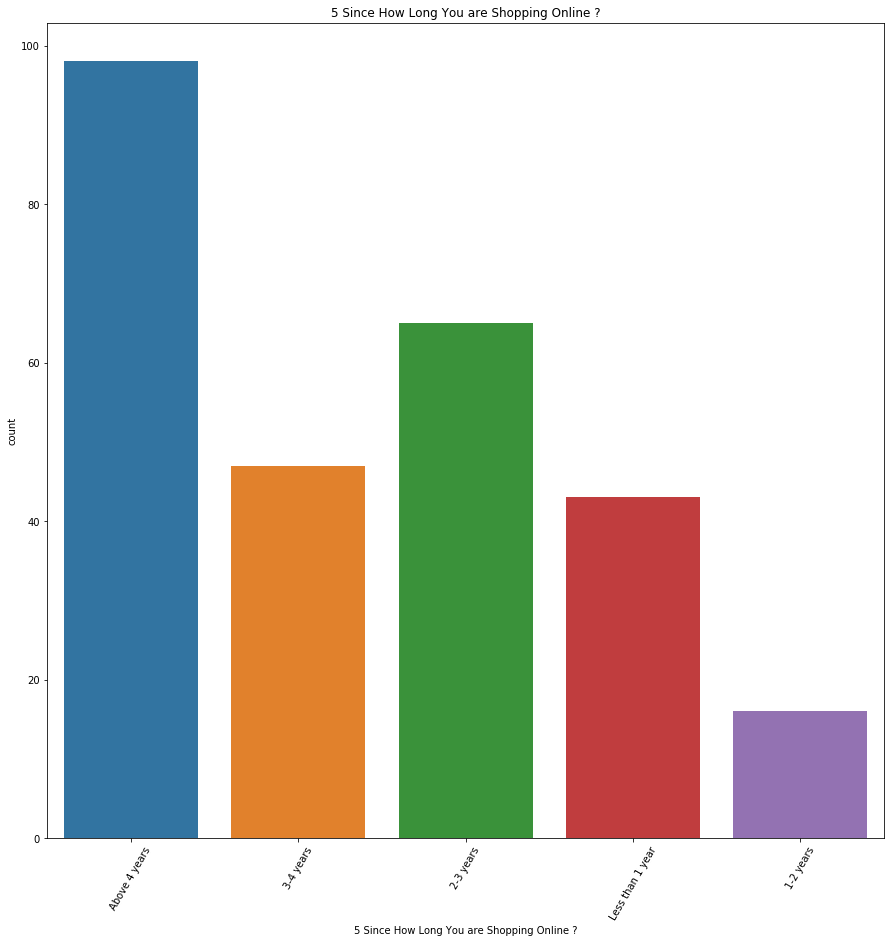 5 Since How Long You are Shopping Online ?
100
80
60
40
20
0
count
Above 4 years
3-4 years
2-3 years
Less than 1 year
1-2 years
5 Since How Long You are Shopping Online ?